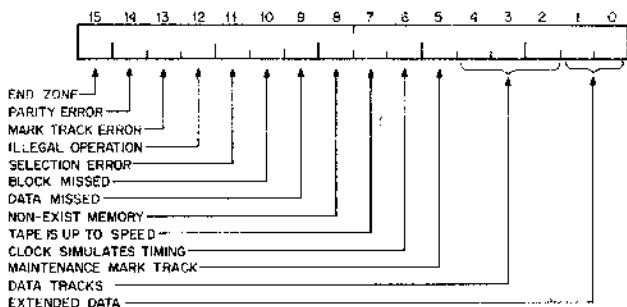 15 14 13 12 11 10 9 8 7 6 5 4 3 2 1 0
END ZONE
PARITY ERROR
MARK TRACK ERROR
ILLEGAL OPERATION
SELECTION ERROR
BLOCK MISSED
DATA MISSED
NON-EXIST MEMORY
TAPE IS UP TO SPEED
CLOCK SIMULATES TIMING
MAINTENANCE MARK TRACK
DATA TRACKS
EXTENDED DATA